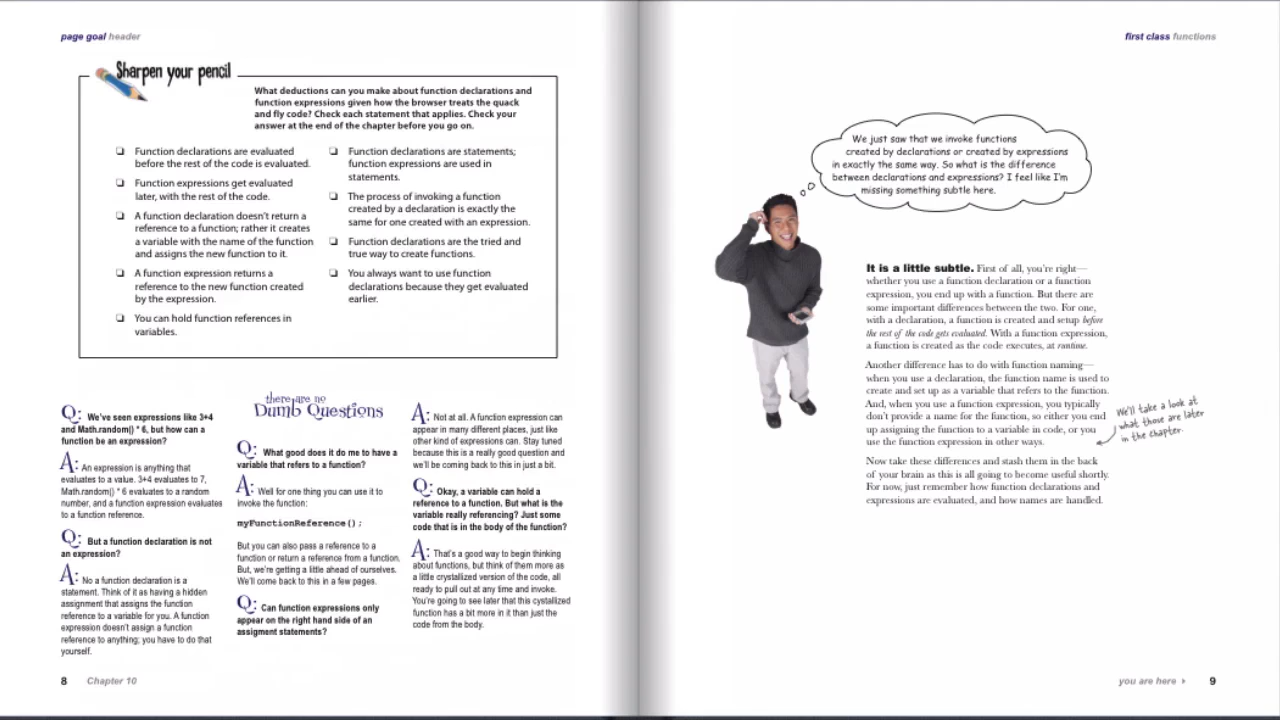 page goal header
Sharpen your pencil
What deductions can you make about function declarations and
function expressions given how the browser treats the quack
and fly code? Check each statement that applies. Check your
answer at the end of the chapter before you go on.
Function declarations are evaluated
before the rest of the code is evaluated.
Function expressions get evaluated
later, with the rest of the code.
A function declaration doesn't return a
reference to a function; rather it creates
a variable with the name of the function
and assigns the new function to it.
A function expression returns a
reference to the new function created
by the expression.
You can hold function references in
variables.
Function declarations are statements;
function expressions are used in
statements.
The process of invoking a function
created by a declaration is exactly the
same for one created with an expression.
Function declarations are the tried and
true way to create functions.
You always want to use function
declarations because they get evaluated
earlier.
Q: We've seen expressions like 3+4
and Math.random() * 6, but how can a
function be an expression?
A: An expression is anything that
evaluates to a value. 3+4 evaluates to 7,
Math.random() * 6 evaluates to a random
number, and a function expression evaluates
to a function reference.
Q: But a function declaration is not
an expression?
A: No a function declaration is a
statement. Think of it as having a hidden
assignment that assigns the function
reference to a variable for you. A function
expression doesn't assign a function
reference to anything; you have to do that
yourself.
there are no
Dumb Questions
Q: What good does it do me to have a
variable that refers to a function?
A: Well for one thing you can use it to
invoke the function:
myFunctionReference();
But you can also pass a reference to a
function or return a reference from a function.
But, we're getting a little ahead of ourselves.
We'll come back to this in a few pages.
Q: Can function expressions only
appear on the right hand side of an
assigment statements?
A: Not at all. A function expression can
appear in many different places, just like
other kind of expressions can. Stay tuned
because this is a really good question and
we'll be coming back to this in just a bit.
Q: Okay, a variable can hold a
reference to a function. But what is the
variable really referencing? Just some
code that is in the body of the function?
A: That's a good way to begin thinking
about functions, but think of them more as
a little crystallized version of the code, all
ready to pull out at any time and invoke.
You're going to see later that this cystallized
function has a bit more in it than just the
code from the body.
8 Chapter 10
first class functions
We just saw that we invoke functions
created by declarations or created by expressions
in exactly the same way. So what is the difference
between declarations and expressions? I feel like I'm
missing something subtle here.
It is a little subtle. First of all, you're right—
whether you use a function declaration or a function
expression, you end up with a function. But there are
some important differences between the two. For one,
with a declaration, a function is created and setup before
the rest of the code gets evaluated. With a function expression,
a function is created as the code executes, at runtime.
Another difference has to do with function naming—
when you use a declaration, the function name is used to
create and set up as a variable that refers to the function.
And, when you use a function expression, you typically
don't provide a name for the function, so either you end
up assigning the function to a variable in code, or you
use the function expression in other ways.
We'll take a look at
what those are later
in the chapter.
Now take these differences and stash them in the back
of your brain as this is all going to become useful shortly.
For now, just remember how function declarations and
expressions are evaluated, and how names are handled.
you are here 9